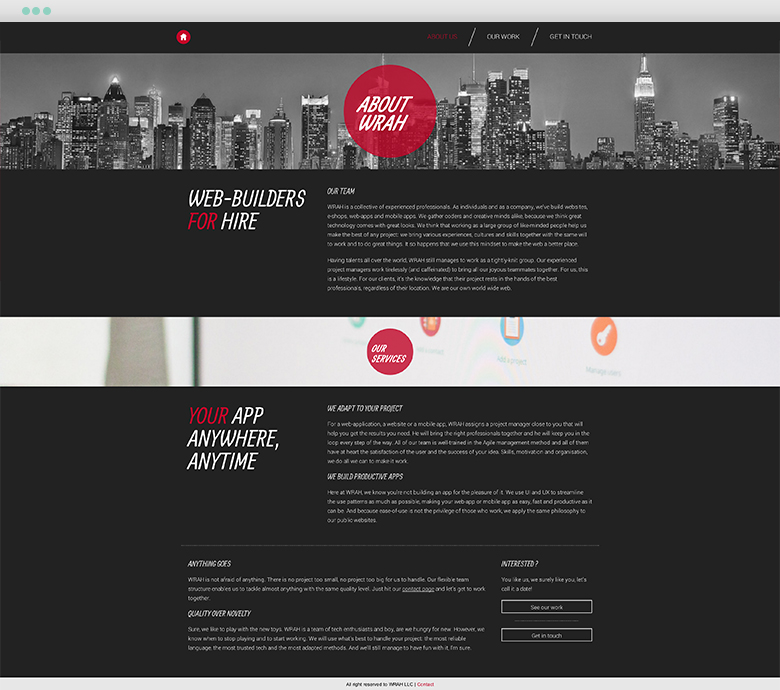 ABOUT US
OUR WORK
GET IN TOUCH
ABOUT
WRAH
WEB-BUILDERS
FOR HIRE
OUR TEAM
WRAH is a collective of experienced professionals. As individuals and as a company, we've build websites,
e-shops, web-apps and mobile apps. We gather coders and creative minds alike, because we think great
technology comes with great looks. We think that working as a large group of like-minded people help us
make the best of any project: we bring various experiences, cultures and skills together with the same will
to work and to do great things. It so happens that we use this mindset to make the web a better place.
Having talents all over the world, WRAH still manages to work as a tightly-knit group. Our experienced
project managers work tirelessly (and caffeinated) to bring all our joyous teammates together. For us, this
is a lifestyle. For our clients, it's the knowledge that their project rests in the hands of the best
professionals, regardless of their location. We are our own world wide web.
OUR
SERVICES
Add a project
Manage users
YOUR APP
ANYWHERE,
ANYTIME
WE ADAPT TO YOUR PROJECT
For a web-application, a website or a mobile app, WRAH assigns a project manager close to you that will
help you get the results you need. He will bring the right professionals together and he will keep you in the
loop every step of the way. All of our team is well-trained in the Agile management method and all of them
have at heart the satisfaction of the user and the success of your idea. Skills, motivation and organisation,
we do all we can to make it work.
WE BUILD PRODUCTIVE APPS
Here at WRAH, we know you're not building an app for the pleasure of it. We use UI and UX to streamline
the use patterns as much as possible, making your web-app or mobile app as easy, fast and productive as it
can be. And because ease-of-use is not the privilege of those who work, we apply the same philosophy to
our public websites.
ANYTHING GOES
WRAH is not afraid of anything. There is no project too small, no project too big for us to handle. Our flexible team
structure enables us to tackle almost anything with the same quality level. Just hit our contact page and let's get to work
together.
QUALITY OVER NOVELTY
Sure, we like to play with the new toys. WRAH is a team of tech enthusiasts and boy, are we hungry for new. However, we
know when to stop playing and to start working. We will use what's best to handle your project: the most reliable
language, the most trusted tech and the most adapted methods. And we'll still manage to have fun with it, I'm sure.
INTERESTED ?
You like us, we surely like you, let's
call it a date!
See our work
Get in touch
All right reserved to WRAH LLC | Contact